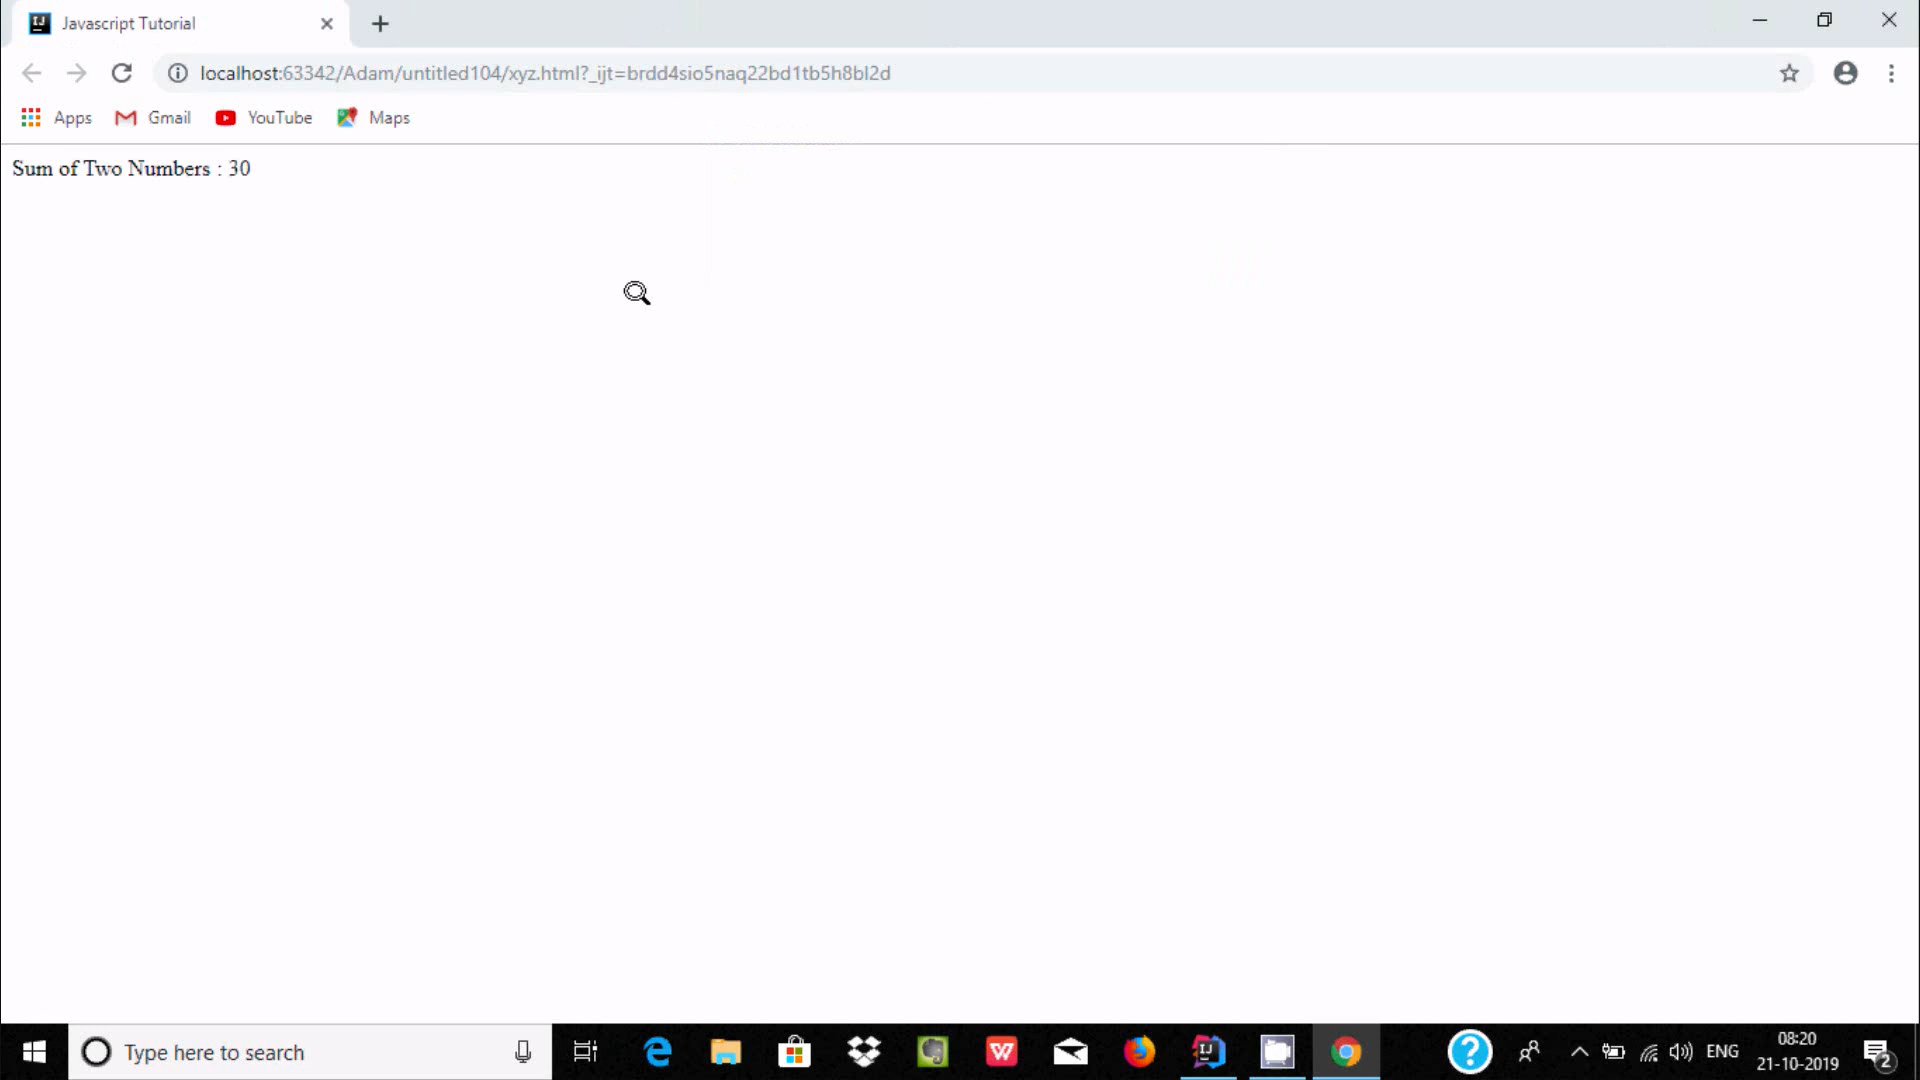 Javascript Tutorial
localhost:63342/Adam/untitled104/xyz.html?_ijt=brdd4sio5naq22bd1tb5h8bl2d
Apps Gmail YouTube Maps
Sum of Two Numbers : 30
Type here to search
ENG
08:20
21-10-2019
2